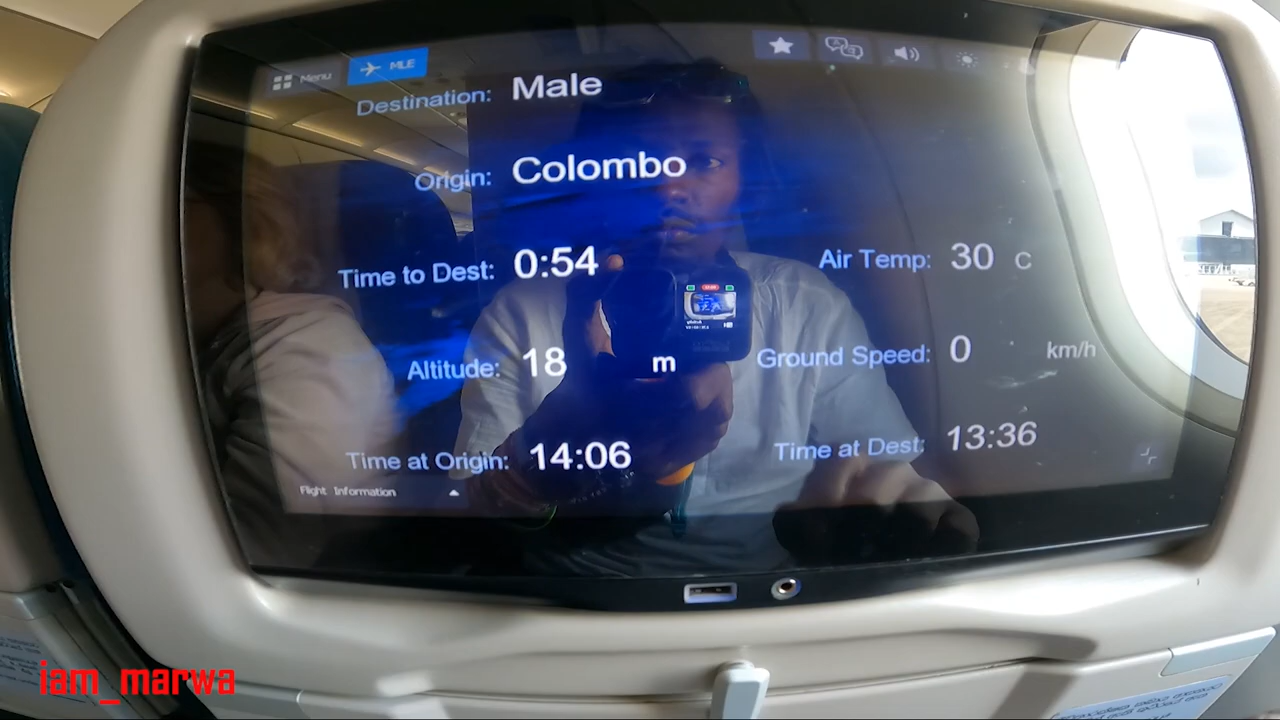 Menu
MLE
Destination: Male
Origin: Colombo
Time to Dest: 0:54
Air Temp: 30 C
Altitude: 18 m
Ground Speed: 0 km/h
Time at Origin: 14:06
Time at Dest: 13:36
Flight Information
iam_marwa